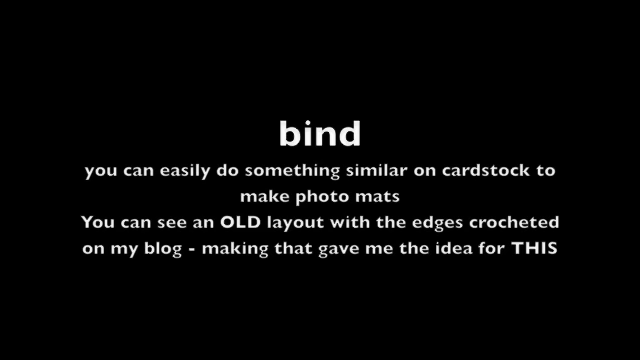 bind
you can easily do something similar on cardstock to
make photo mats
You can see an OLD layout with the edges crocheted
on my blog - making that gave me the idea for THIS